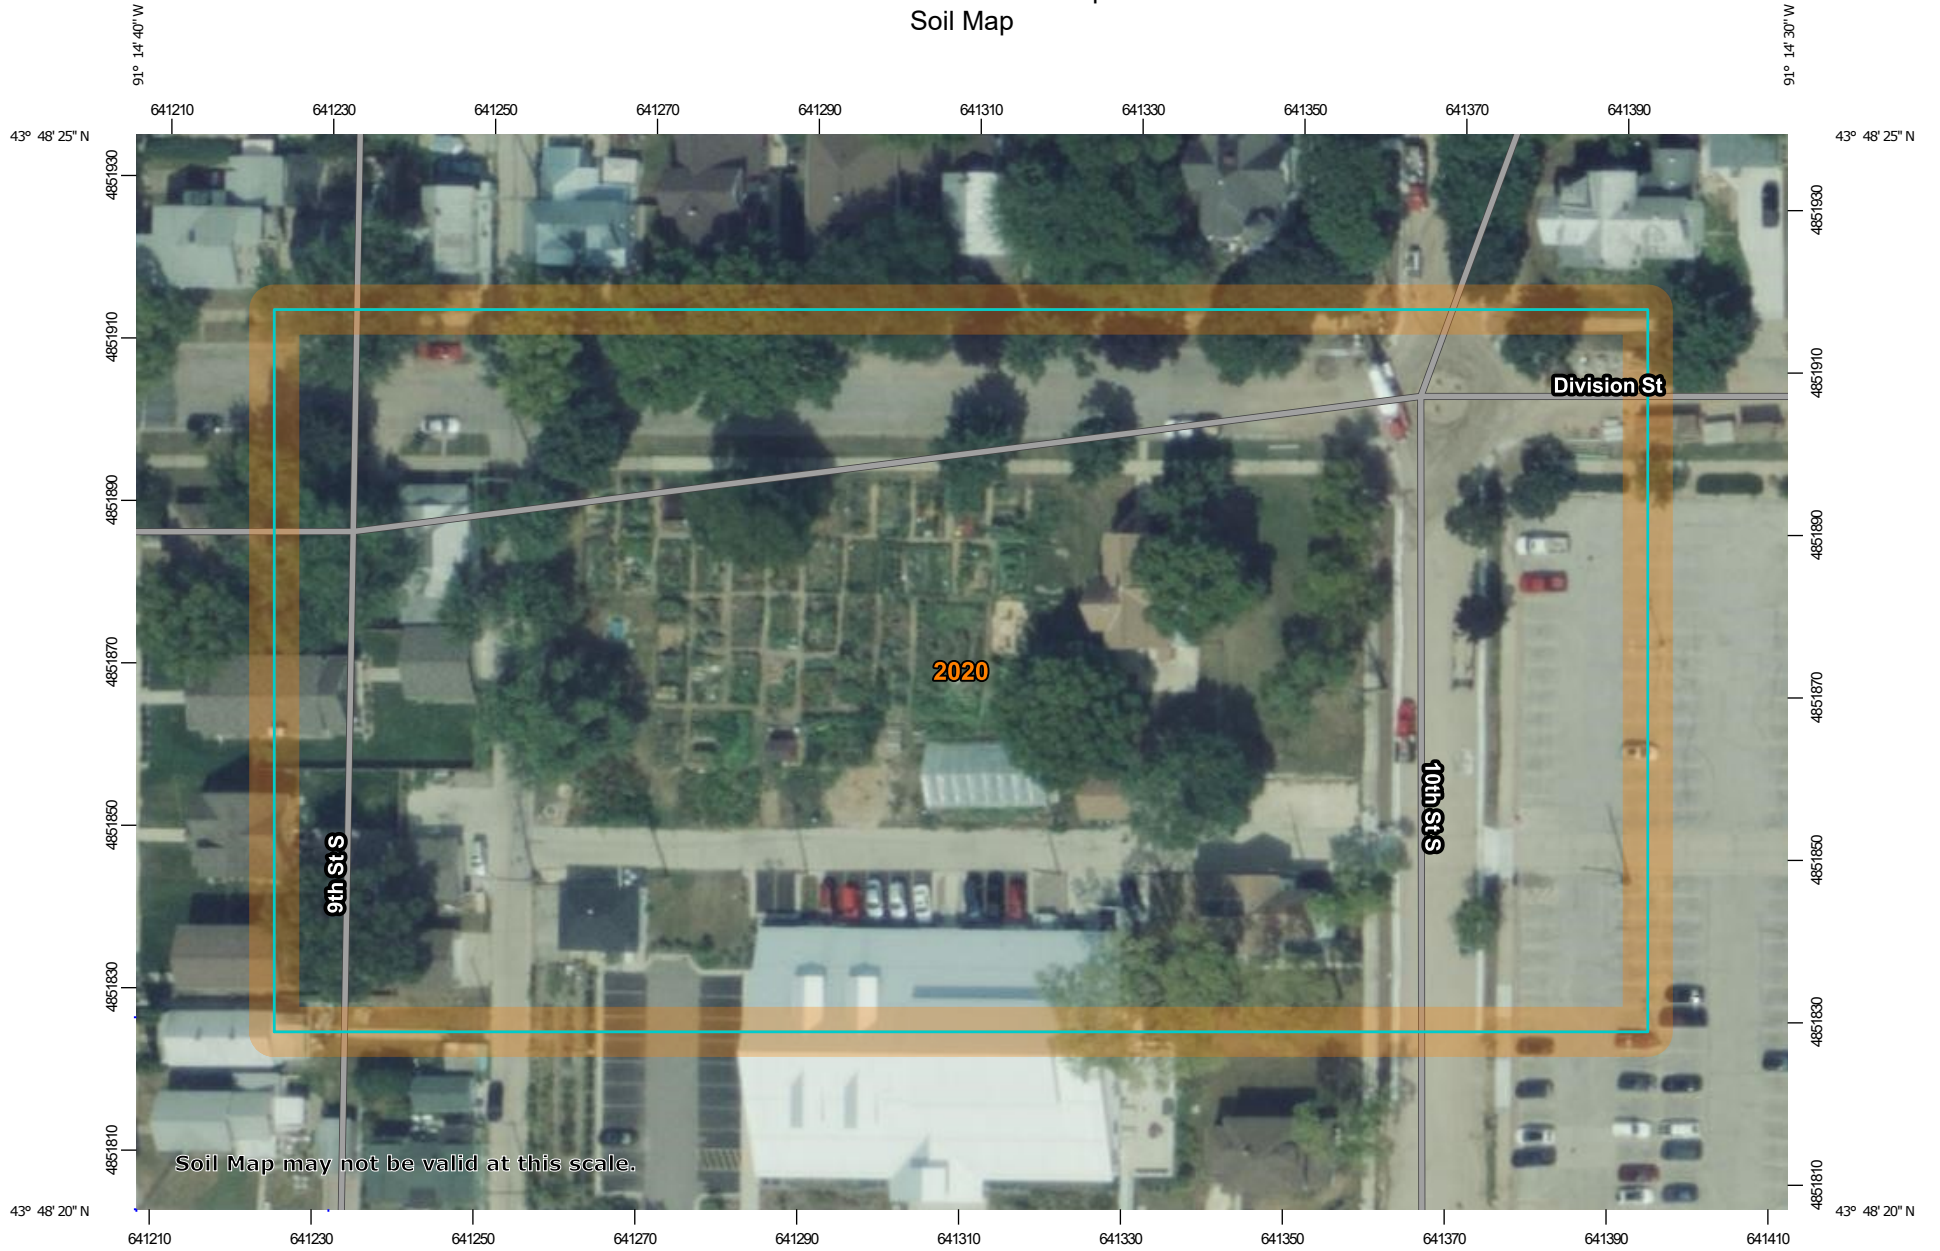 Soil Map
91° 14' 40'' W
91° 14' 30'' W
641210 641230 641250 641270 641290 641310 641330 641350 641370 641390
43° 48' 25'' N
43° 48' 25'' N
4851930
4851930
4851910
4851910
Division St
4851890
4851890
4851870
4851870
2020
10th St S
4851850
4851850
9th St S
4851830
4851830
4851810
4851810
Soil Map may not be valid at this scale.
43° 48' 20'' N
43° 48' 20'' N
641210 641230 641250 641270 641290 641310 641330 641350 641370 641390 641410